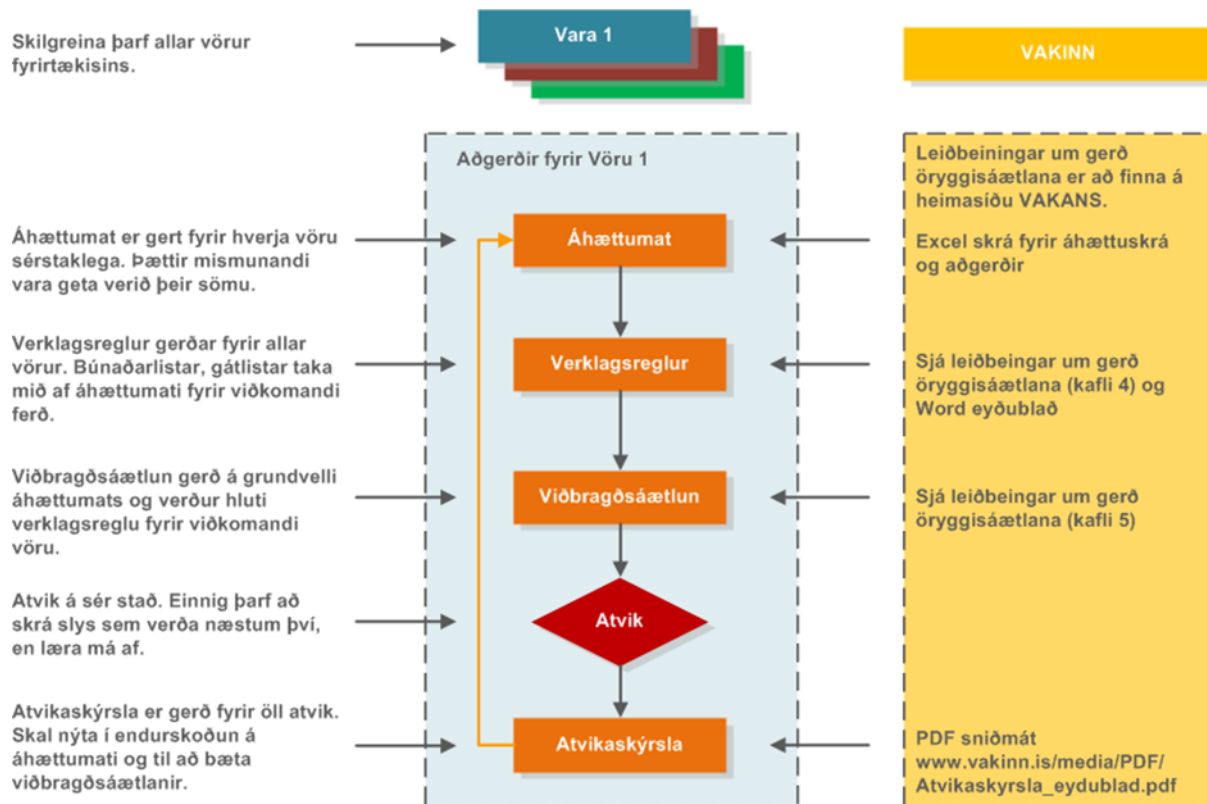 Skilgreina þarf allar vörur
fyrirtækisins.
Vara 1
VAKINN
Aðgerðir fyrir Vöru 1
Leiðbeiningar um gerð
öryggisáætlana er að finna á
heimasíðu VAKANS.
Áhættumat er gert fyrir hverja vöru
sérstaklega. Þættir mismunandi
vara geta verið þeir sömu.
Áhættumat
Excel skrá fyrir áhættuskrá
og aðgerðir
Verklagsreglur gerðar fyrir allar
vörur. Búnaðarlistar, gátlistar taka
mið af áhættumati fyrir viðkomandi
ferð.
Verklagsreglur
Sjá leiðbeingar um gerð
öryggisáætlana (kafli 4) og
Word eyðublað
Viðbragðsáætlun gerð á grundvelli
áhættumats og verður hluti
verklagsreglu fyrir viðkomandi
vöru.
Viðbragðsáætlun
Sjá leiðbeingar um gerð
öryggisáætlana (kafli 5)
Atvik á sér stað. Einnig þarf að
skrá slys sem verða næstum því,
en læra má af.
Atvik
Atvikaskýrsla er gerð fyrir öll atvik.
Skal nýta í endurskoðun á
áhættumati og til að bæta
viðbragðsáætlanir.
Atvikaskýrsla
PDF sniðmát
www.vakinn.is/media/PDF/
Atvikaskyrsla_eydublad.pdf